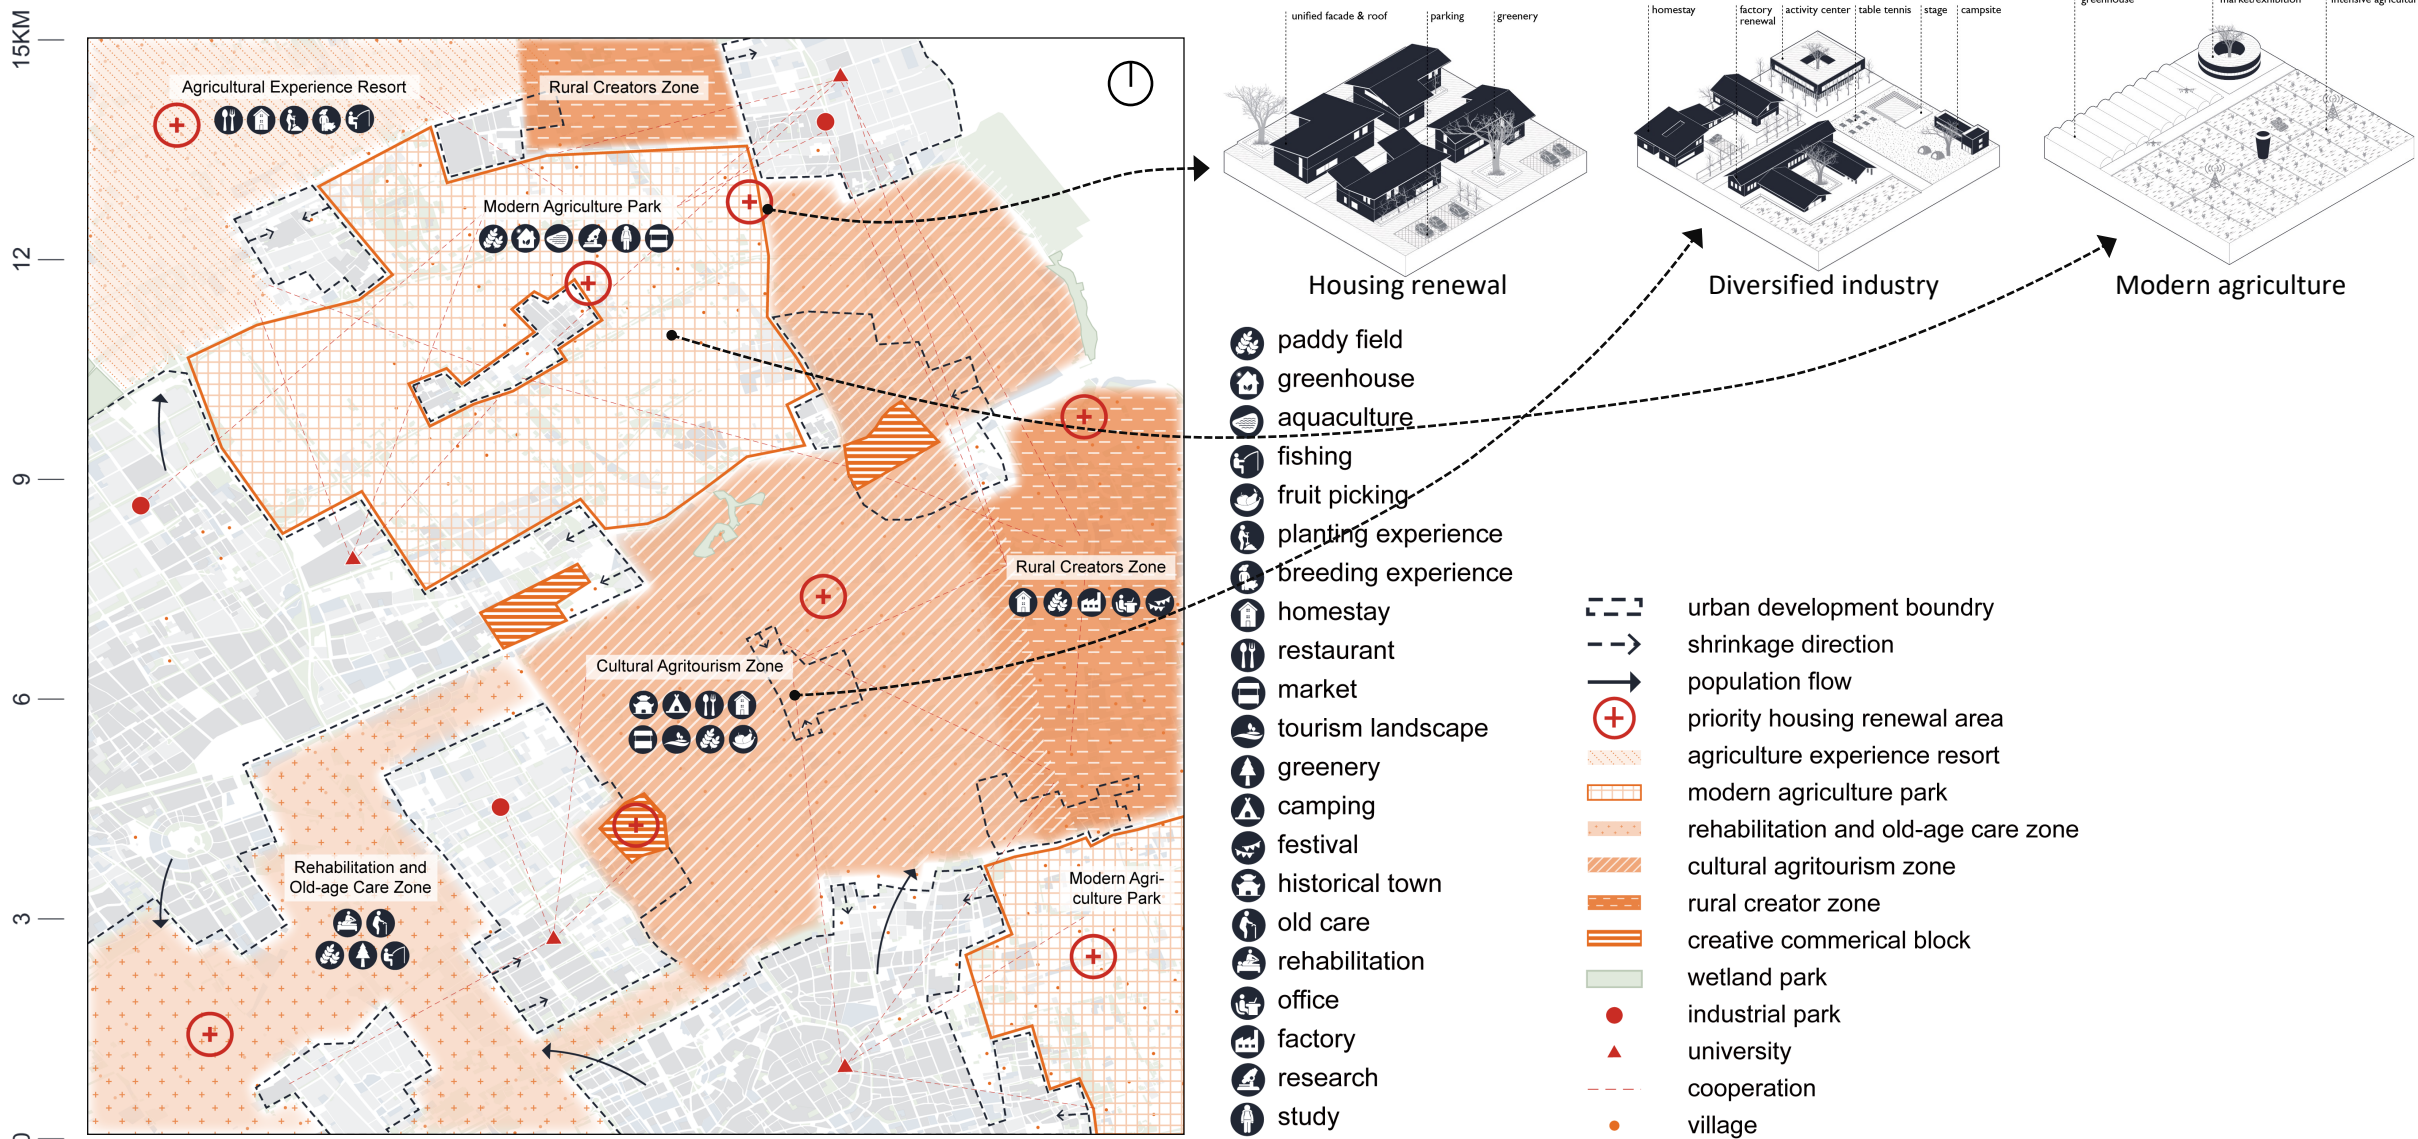 15KM
12
9
6
3
0
Agricultural Experience Resort
Rural Creators Zone
Modern Agriculture Park
Rural Creators Zone
Cultural Agritourism Zone
Rehabilitation and
Old-age Care Zone
Modern Agri-
culture Park
unified facade & roof
parking
greenery
homestay
factory
renewal
activity center
table tennis
stage
campsite
greenhouse
market/exhibition
Housing renewal
Diversified industry
Modern agriculture
paddy field
greenhouse
aquaculture
fishing
fruit picking
planting experience
breeding experience
homestay
restaurant
market
tourism landscape
greenery
camping
festival
historical town
old care
rehabilitation
office
factory
research
study
urban development boundry
shrinkage direction
population flow
priority housing renewal area
agriculture experience resort
modern agriculture park
rehabilitation and old-age care zone
cultural agritourism zone
rural creator zone
creative commerical block
wetland park
industrial park
university
cooperation
village